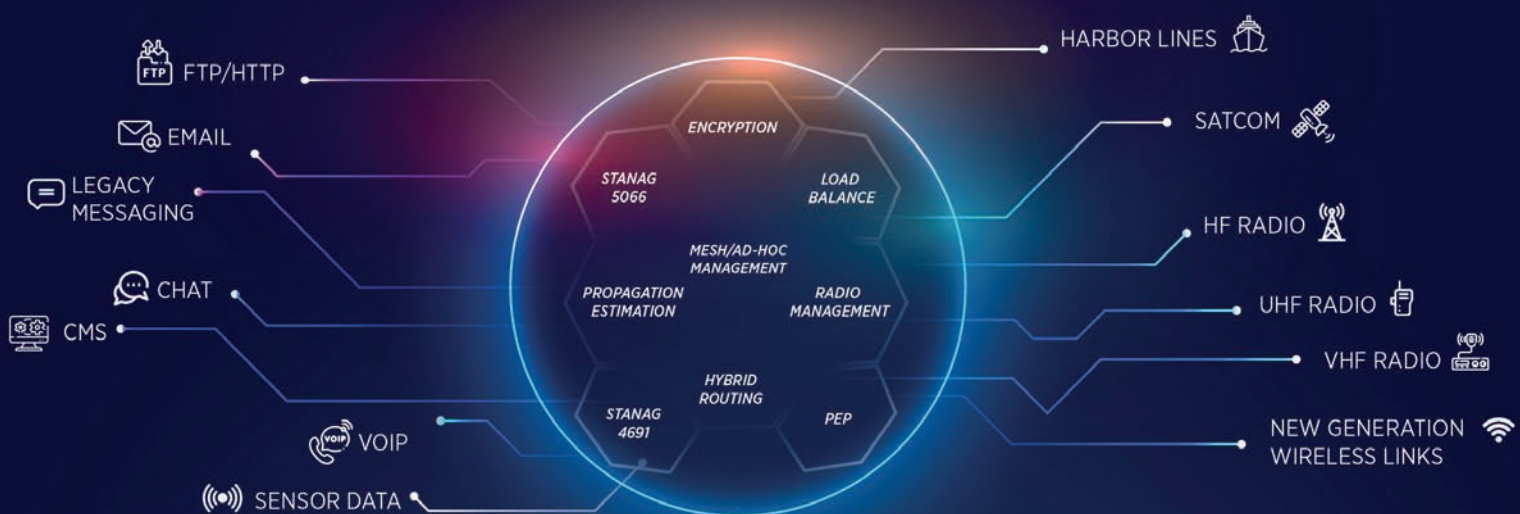 FTP
FTP/HTTP
EMAIL
LEGACY
MESSAGING
CHAT
CMS
VOIP
VOIP
SENSOR DATA
ENCRYPTION
STANAG
5066
LOAD
BALANCE
MESH/AD-HOC
MANAGEMENT
PROPAGATION
ESTIMATION
RADIO
MANAGEMENT
HYBRID
ROUTING
STANAG
4691
PEP
HARBOR LINES
SATCOM
HF RADIO
UHF RADIO
VHF RADIO
NEW GENERATION
WIRELESS LINKS